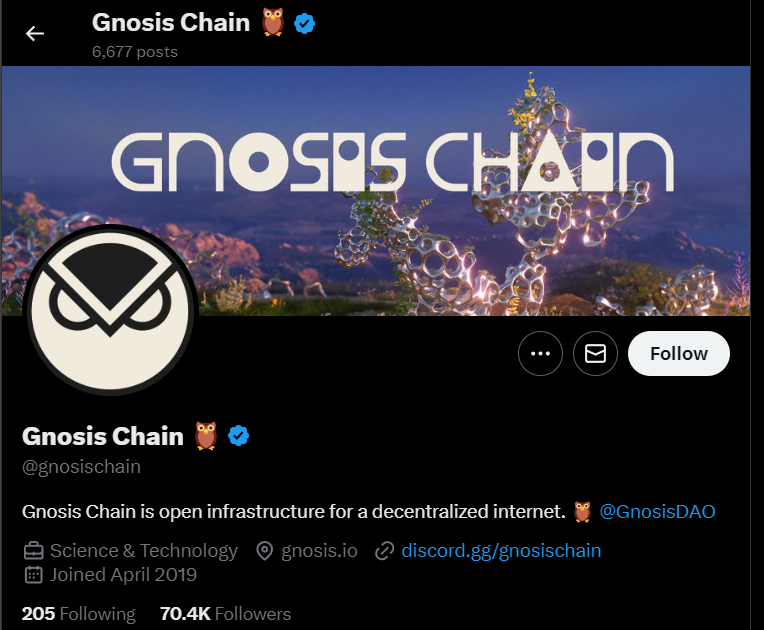 Gnosis Chain 🦉
6,677 posts
GNOSIS CHAIN
Follow
Gnosis Chain 🦉
@gnosischain
Gnosis Chain is open infrastructure for a decentralized internet. 🦉 @GnosisDAO
Science & Technology gnosis.io discord.gg/gnosischain
Joined April 2019
205 Following 70.4K Followers